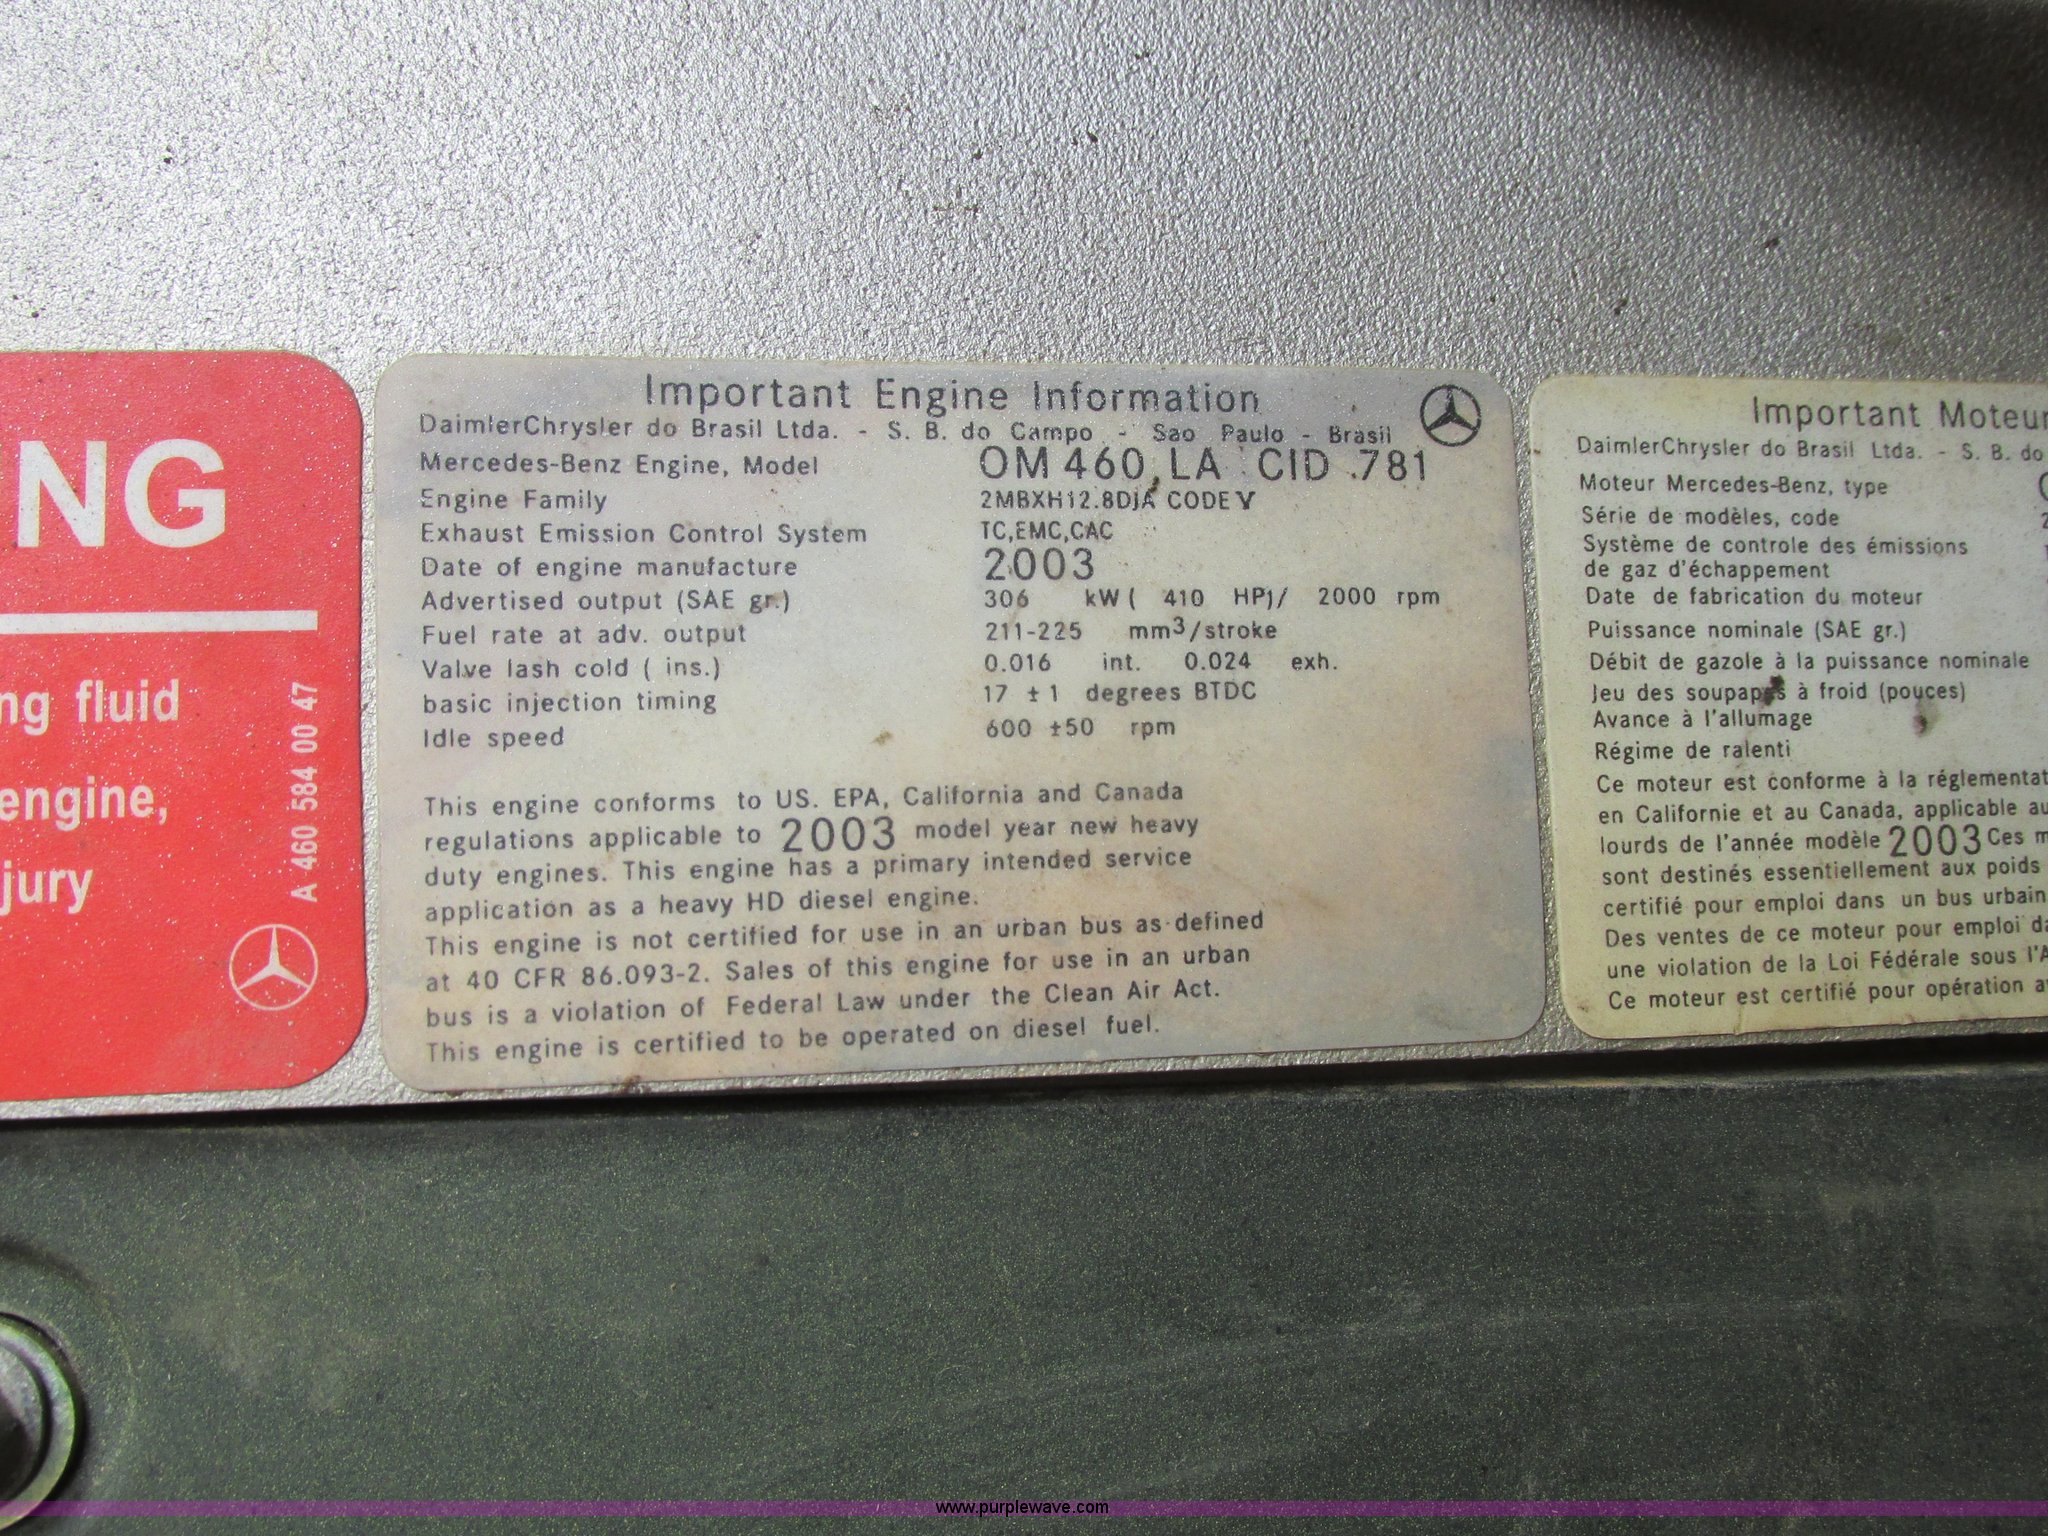 NG
ng fluid
engine,
jury
A 460 584 00 47
Important Engine Information
DaimlerChrysler do Brasil Ltda. - S. B. do Campo - Sao Paulo - Brasil
Mercedes-Benz Engine, Model OM 460, LA CID 781
Engine Family 2MBXH12.8DJA CODE V
Exhaust Emission Control System TC,EMC,CAC
Date of engine manufacture 2003
Advertised output (SAE gr.) 306 kW ( 410 HP)/ 2000 rpm
Fuel rate at adv. output 211-225 mm³/stroke
Valve lash cold ( ins.) 0.016 int. 0.024 exh.
basic injection timing 17 ±1 degrees BTDC
Idle speed 600 ±50 rpm
This engine conforms to US. EPA, California and Canada
regulations applicable to 2003 model year new heavy
duty engines. This engine has a primary intended service
application as a heavy HD diesel engine.
This engine is not certified for use in an urban bus as defined
at 40 CFR 86.093-2. Sales of this engine for use in an urban
bus is a violation of Federal Law under the Clean Air Act.
This engine is certified to be operated on diesel fuel.
Important Moteur
DaimlerChrysler do Brasil Ltda. - S. B. do
Moteur Mercedes-Benz, type
Série de modèles, code
Système de controle des émissions
de gaz d'échappement
Date de fabrication du moteur
Puissance nominale (SAE gr.)
Débit de gazole à la puissance nominale
Jeu des soupapes à froid (pouces)
Avance à l'allumage
Régime de ralenti
Ce moteur est conforme à la réglementat
en Californie et au Canada, applicable au
lourds de l'année modèle 2003 Ces m
sont destinés essentiellement aux poids
certifié pour emploi dans un bus urbain
Des ventes de ce moteur pour emploi da
une violation de la Loi Fédérale sous l'A
Ce moteur est certifié pour opération av
www.purplewave.com